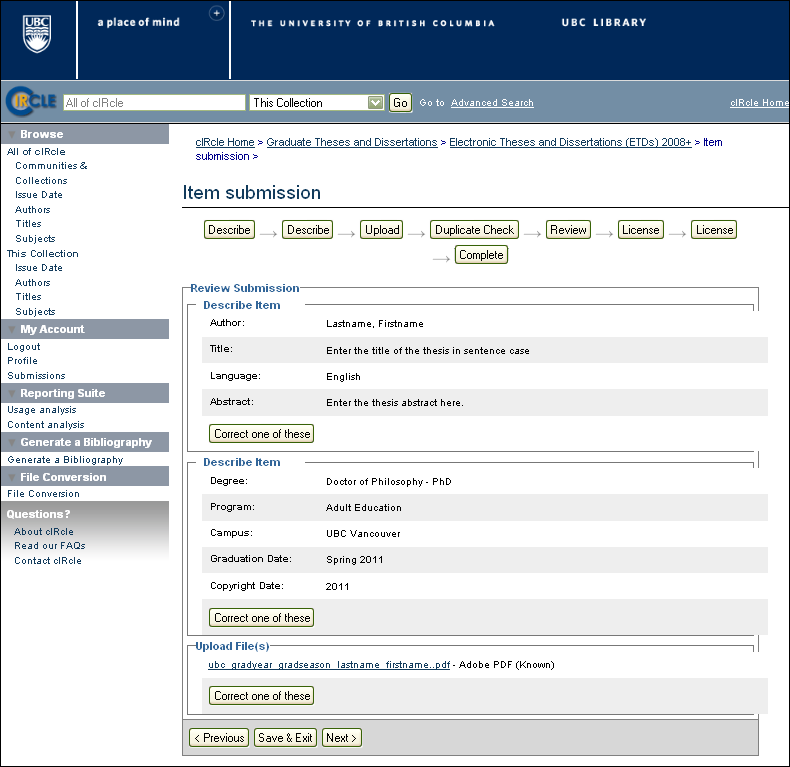 UBC
a place of mind
THE UNIVERSITY OF BRITISH COLUMBIA
UBC LIBRARY
cIRCLE
All of cIRcle
This Collection
Go
Go to Advanced Search
cIRcle Home
Browse
All of cIRcle
Communities &
Collections
Issue Date
Authors
Titles
Subjects
This Collection
Issue Date
Authors
Titles
Subjects
My Account
Logout
Profile
Submissions
Reporting Suite
Usage analysis
Content analysis
Generate a Bibliography
Generate a Bibliography
File Conversion
File Conversion
Questions?
About cIRcle
Read our FAQs
Contact cIRcle
cIRcle Home > Graduate Theses and Dissertations > Electronic Theses and Dissertations (ETDs) 2008+ > Item
submission >
Item submission
Describe → Describe → Upload → Duplicate Check → Review → License → License
→ Complete
Review Submission
Describe Item
Author: Lastname, Firstname
Title: Enter the title of the thesis in sentence case
Language: English
Abstract: Enter the thesis abstract here.
Correct one of these
Describe Item
Degree: Doctor of Philosophy - PhD
Program: Adult Education
Campus: UBC Vancouver
Graduation Date: Spring 2011
Copyright Date: 2011
Correct one of these
Upload File(s)
ubc_gradyear_gradseason_lastname_firstname..pdf - Adobe PDF (Known)
Correct one of these
< Previous Save & Exit Next >